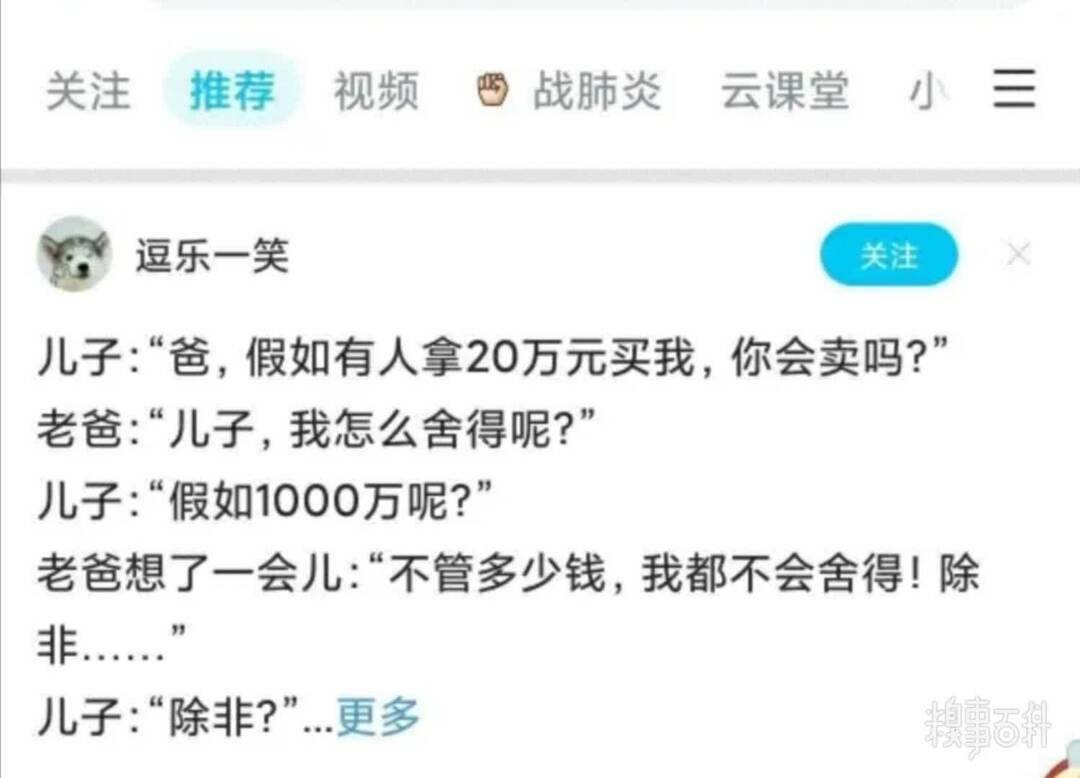 关注 推荐 视频 ✊ 战肺炎 云课堂 小
逗乐一笑 关注
儿子：“爸，假如有人拿20万元买我，你会卖吗？”
老爸：“儿子，我怎么舍得呢？”
儿子：“假如1000万呢？”
老爸想了一会儿：“不管多少钱，我都不会舍得！除
非……”
儿子：“除非？”...更多
糗事百科